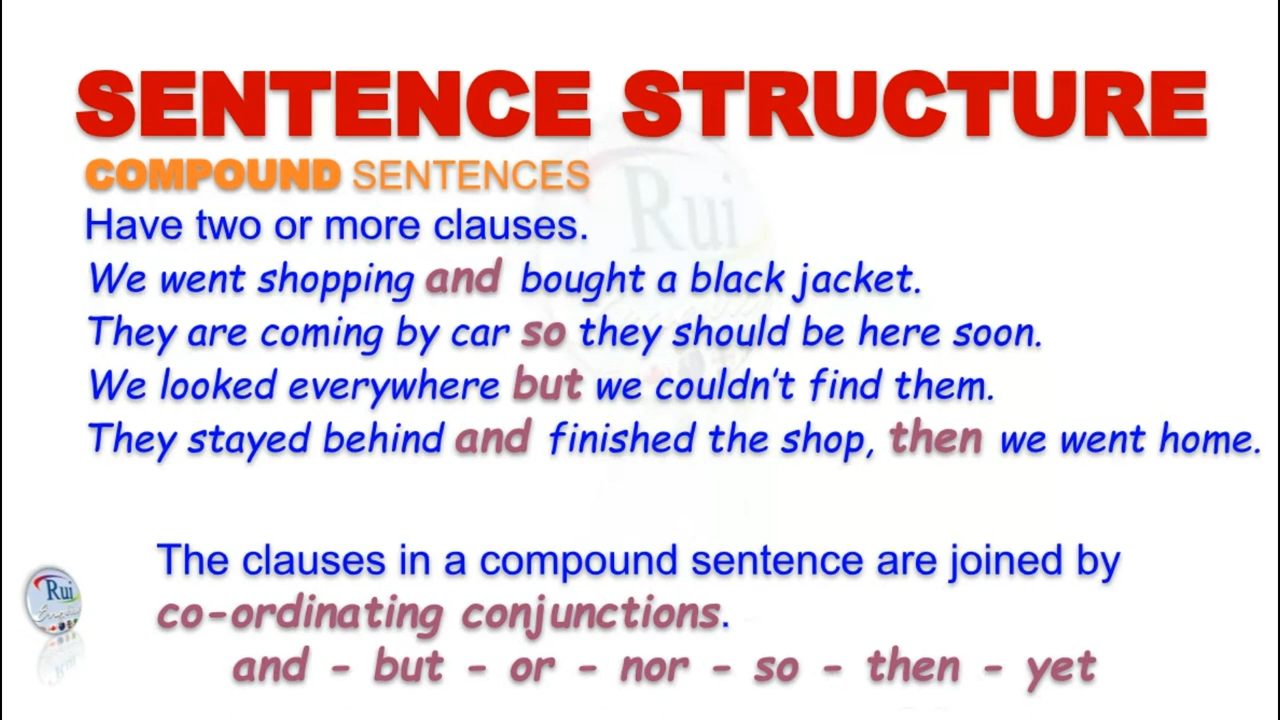 SENTENCE STRUCTURE
COMPOUND SENTENCES
Have two or more clauses.
We went shopping and bought a black jacket.
They are coming by car so they should be here soon.
We looked everywhere but we couldn't find them.
They stayed behind and finished the shop, then we went home.
The clauses in a compound sentence are joined by
co-ordinating conjunctions.
and - but - or - nor - so - then - yet
Rui
Rui